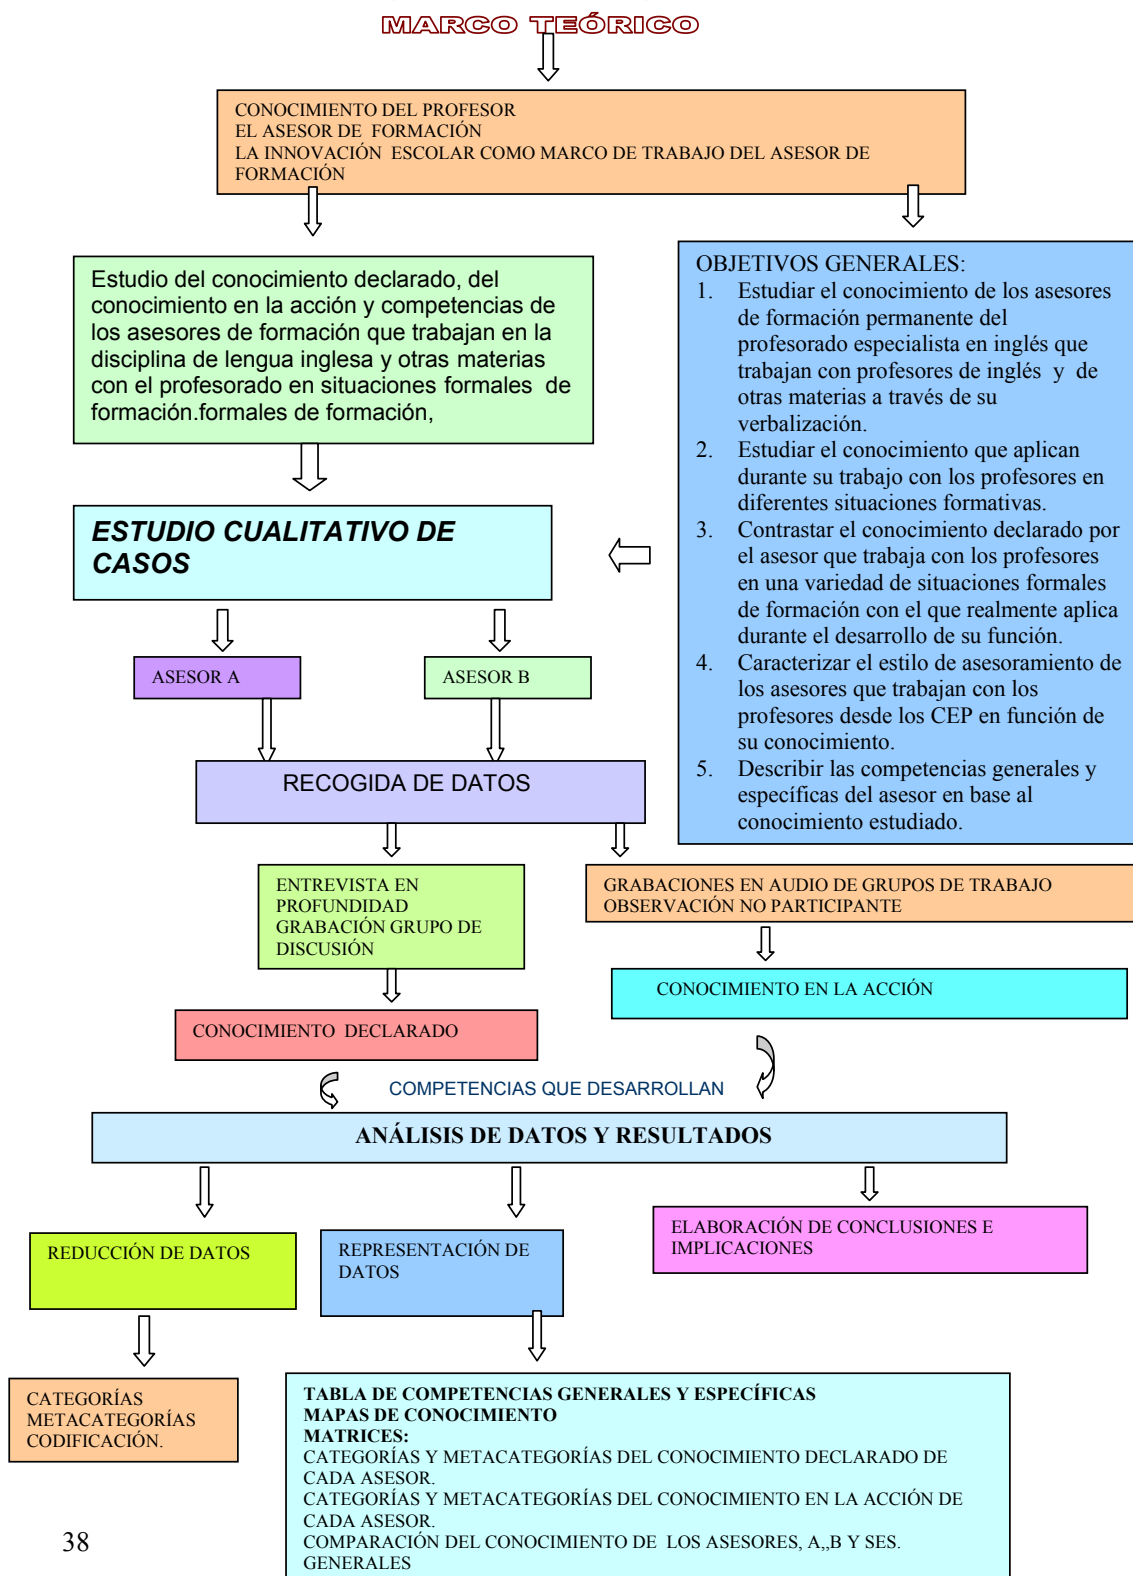 MARCO TEÓRICO
CONOCIMIENTO DEL PROFESOR
EL ASESOR DE FORMACIÓN
LA INNOVACIÓN ESCOLAR COMO MARCO DE TRABAJO DEL ASESOR DE
FORMACIÓN
Estudio del conocimiento declarado, del
conocimiento en la acción y competencias de
los asesores de formación que trabajan en la
disciplina de lengua inglesa y otras materias
con el profesorado en situaciones formales de
formación.formales de formación,
OBJETIVOS GENERALES:
1. Estudiar el conocimiento de los asesores
de formación permanente del
profesorado especialista en inglés que
trabajan con profesores de inglés y de
otras materias a través de su
verbalización.
2. Estudiar el conocimiento que aplican
durante su trabajo con los profesores en
diferentes situaciones formativas.
3. Contrastar el conocimiento declarado por
el asesor que trabaja con los profesores
en una variedad de situaciones formales
de formación con el que realmente aplica
durante el desarrollo de su función.
4. Caracterizar el estilo de asesoramiento de
los asesores que trabajan con los
profesores desde los CEP en función de
su conocimiento.
5. Describir las competencias generales y
específicas del asesor en base al
conocimiento estudiado.
ESTUDIO CUALITATIVO DE
CASOS
ASESOR A
ASESOR B
RECOGIDA DE DATOS
ENTREVISTA EN
PROFUNDIDAD
GRABACIÓN GRUPO DE
DISCUSIÓN
GRABACIONES EN AUDIO DE GRUPOS DE TRABAJO
OBSERVACIÓN NO PARTICIPANTE
CONOCIMIENTO EN LA ACCIÓN
CONOCIMIENTO DECLARADO
COMPETENCIAS QUE DESARROLLAN
ANÁLISIS DE DATOS Y RESULTADOS
REDUCCIÓN DE DATOS
REPRESENTACIÓN DE
DATOS
ELABORACIÓN DE CONCLUSIONES E
IMPLICACIONES
CATEGORÍAS
METACATEGORÍAS
CODIFICACIÓN.
TABLA DE COMPETENCIAS GENERALES Y ESPECÍFICAS
MAPAS DE CONOCIMIENTO
MATRICES:
CATEGORÍAS Y METACATEGORÍAS DEL CONOCIMIENTO DECLARADO DE
CADA ASESOR.
CATEGORÍAS Y METACATEGORÍAS DEL CONOCIMIENTO EN LA ACCIÓN DE
CADA ASESOR.
COMPARACIÓN DEL CONOCIMIENTO DE LOS ASESORES, A,,B Y SES.
GENERALES
38